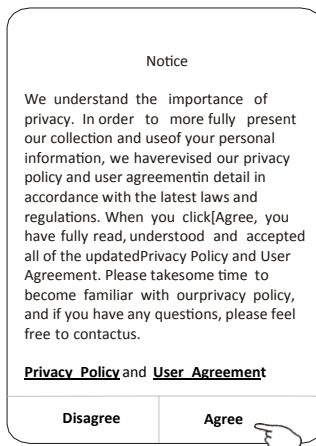 Notice
We understand the importance of
privacy. In order to more fully present
our collection and useof your personal
information, we haverevised our privacy
policy and user agreementin detail in
accordance with the latest laws and
regulations. When you click[Agree, you
have fully read, understood and accepted
all of the updatedPrivacy Policy and User
Agreement. Please takesome time to
become familiar with ourprivacy policy,
and if you have any questions, please feel
free to contactus.
Privacy Policy and User Agreement
Disagree Agree